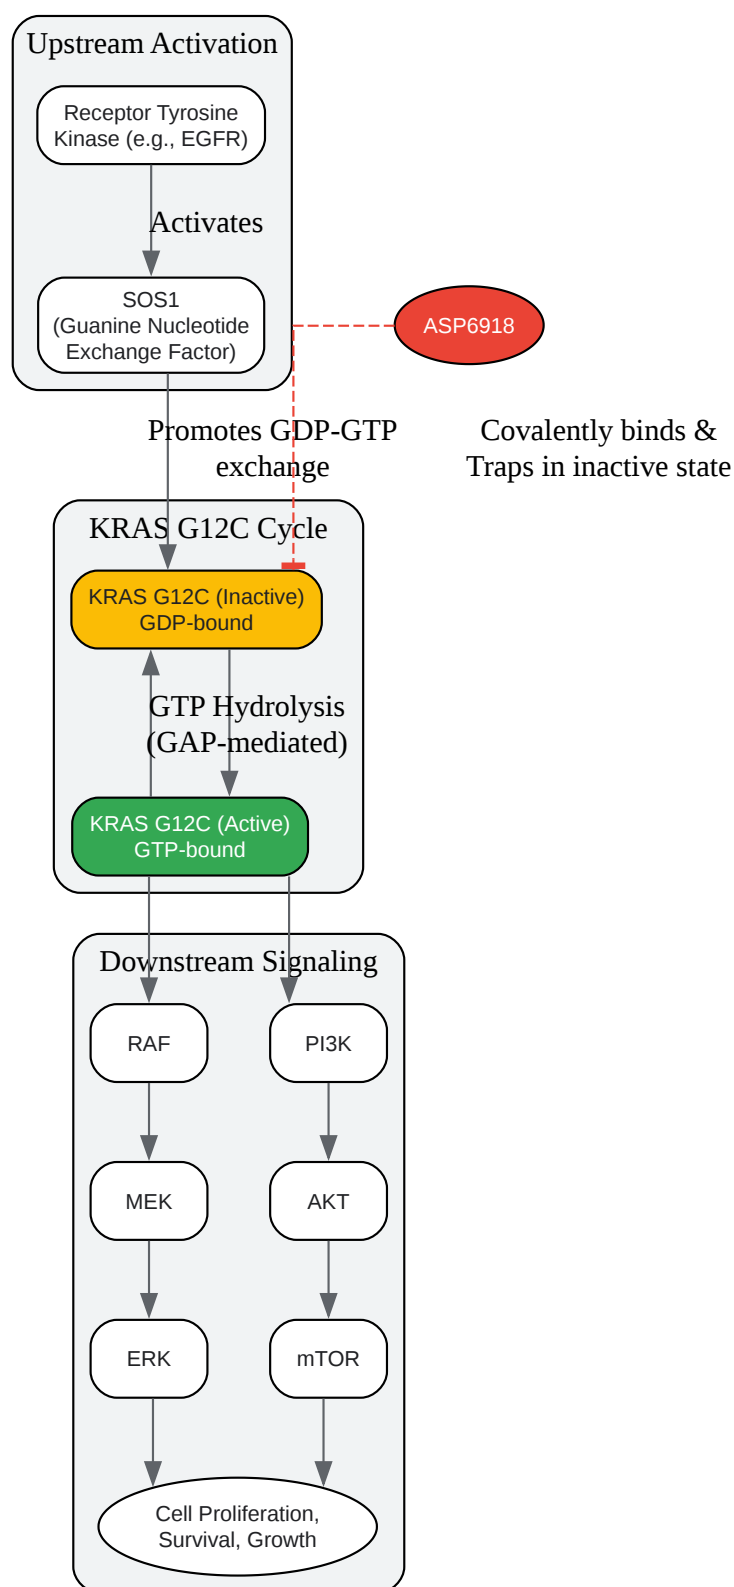 Upstream Activation
Receptor Tyrosine
Kinase (e.g., EGFR)
Activates
SOS1
(Guanine Nucleotide
Exchange Factor)
ASP6918
Promotes GDP-GTP
exchange
Covalently binds &
Traps in inactive state
KRAS G12C Cycle
KRAS G12C (Inactive)
GDP-bound
GTP Hydrolysis
(GAP-mediated)
KRAS G12C (Active)
GTP-bound
Downstream Signaling
RAF
PI3K
MEK
AKT
ERK
mTOR
Cell Proliferation,
Survival, Growth